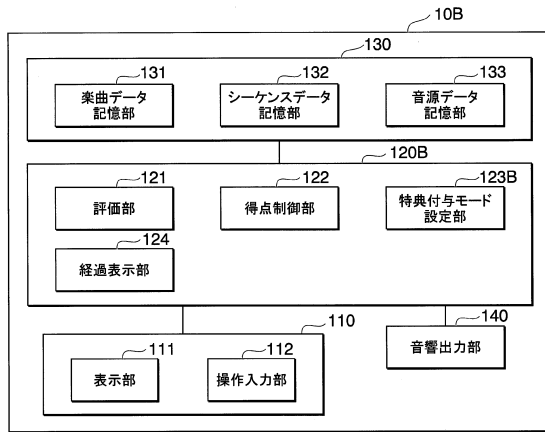 10B
130
131
132
133
楽曲データ
記憶部
シーケンスデータ
記憶部
音源データ
記憶部
120B
121
122
123B
評価部
得点制御部
特典付与モード
設定部
124
経過表示部
110
140
111
112
音響出力部
表示部
操作入力部